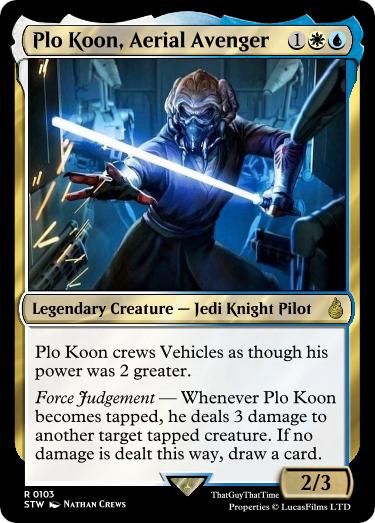 Plo Koon, Aerial Avenger 1
Legendary Creature — Jedi Knight Pilot
Plo Koon crews Vehicles as though his
power was 2 greater.
Force Judgement — Whenever Plo Koon
becomes tapped, he deals 3 damage to
another target tapped creature. If no
damage is dealt this way, draw a card.
2/3
R 0103
STW Nathan Crews
ThatGuyThatTime
Properties © LucasFilms LTD